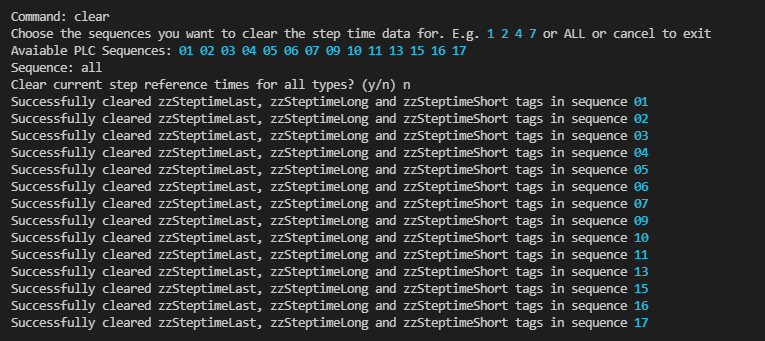 Command: clear
Choose the sequences you want to clear the step time data for. E.g. 1 2 4 7 or ALL or cancel to exit
Avaiable PLC Sequences: 01 02 03 04 05 06 07 09 10 11 13 15 16 17
Sequence: all
Clear current step reference times for all types? (y/n) n
Successfully cleared zzSteptimeLast, zzSteptimeLong and zzSteptimeShort tags in sequence 01
Successfully cleared zzSteptimeLast, zzSteptimeLong and zzSteptimeShort tags in sequence 02
Successfully cleared zzSteptimeLast, zzSteptimeLong and zzSteptimeShort tags in sequence 03
Successfully cleared zzSteptimeLast, zzSteptimeLong and zzSteptimeShort tags in sequence 04
Successfully cleared zzSteptimeLast, zzSteptimeLong and zzSteptimeShort tags in sequence 05
Successfully cleared zzSteptimeLast, zzSteptimeLong and zzSteptimeShort tags in sequence 06
Successfully cleared zzSteptimeLast, zzSteptimeLong and zzSteptimeShort tags in sequence 07
Successfully cleared zzSteptimeLast, zzSteptimeLong and zzSteptimeShort tags in sequence 09
Successfully cleared zzSteptimeLast, zzSteptimeLong and zzSteptimeShort tags in sequence 10
Successfully cleared zzSteptimeLast, zzSteptimeLong and zzSteptimeShort tags in sequence 11
Successfully cleared zzSteptimeLast, zzSteptimeLong and zzSteptimeShort tags in sequence 13
Successfully cleared zzSteptimeLast, zzSteptimeLong and zzSteptimeShort tags in sequence 15
Successfully cleared zzSteptimeLast, zzSteptimeLong and zzSteptimeShort tags in sequence 16
Successfully cleared zzSteptimeLast, zzSteptimeLong and zzSteptimeShort tags in sequence 17